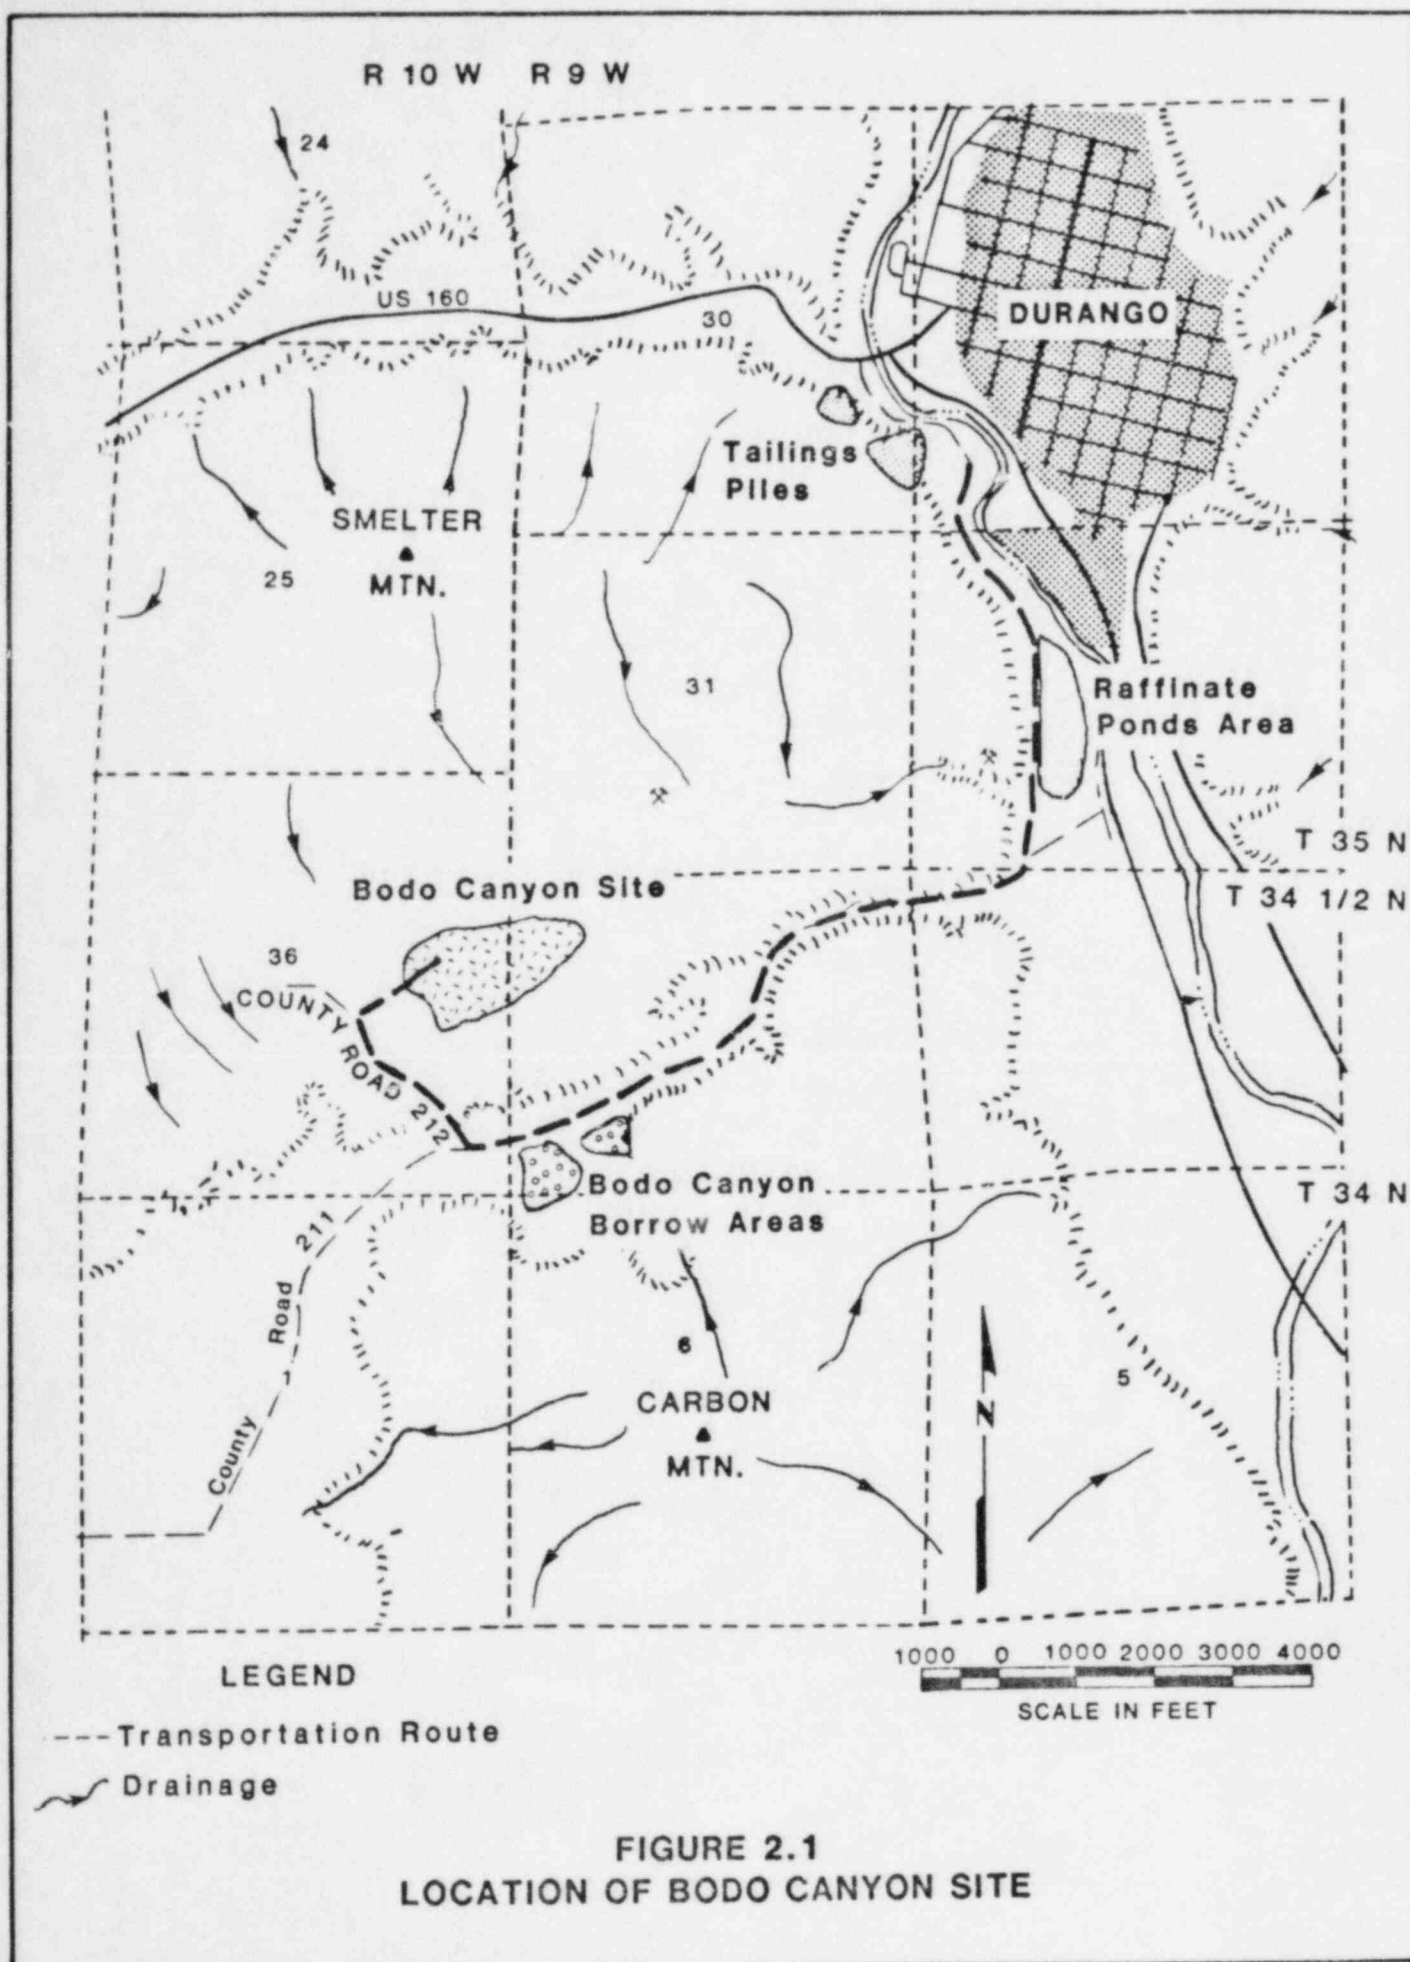 R 10 W R 9 W
24
US 160
30
DURANGO
Tailings
Piles
SMELTER
MTN.
25
31
Raffinate
Ponds Area
T 35 N
T 34 1/2 N
Bodo Canyon Site
36
COUNTY ROAD 212
Bodo Canyon
Borrow Areas
T 34 N
County Road 211
6
CARBON
MTN.
5
N
1000 0 1000 2000 3000 4000
SCALE IN FEET
LEGEND
Transportation Route
Drainage
FIGURE 2.1
LOCATION OF BODO CANYON SITE